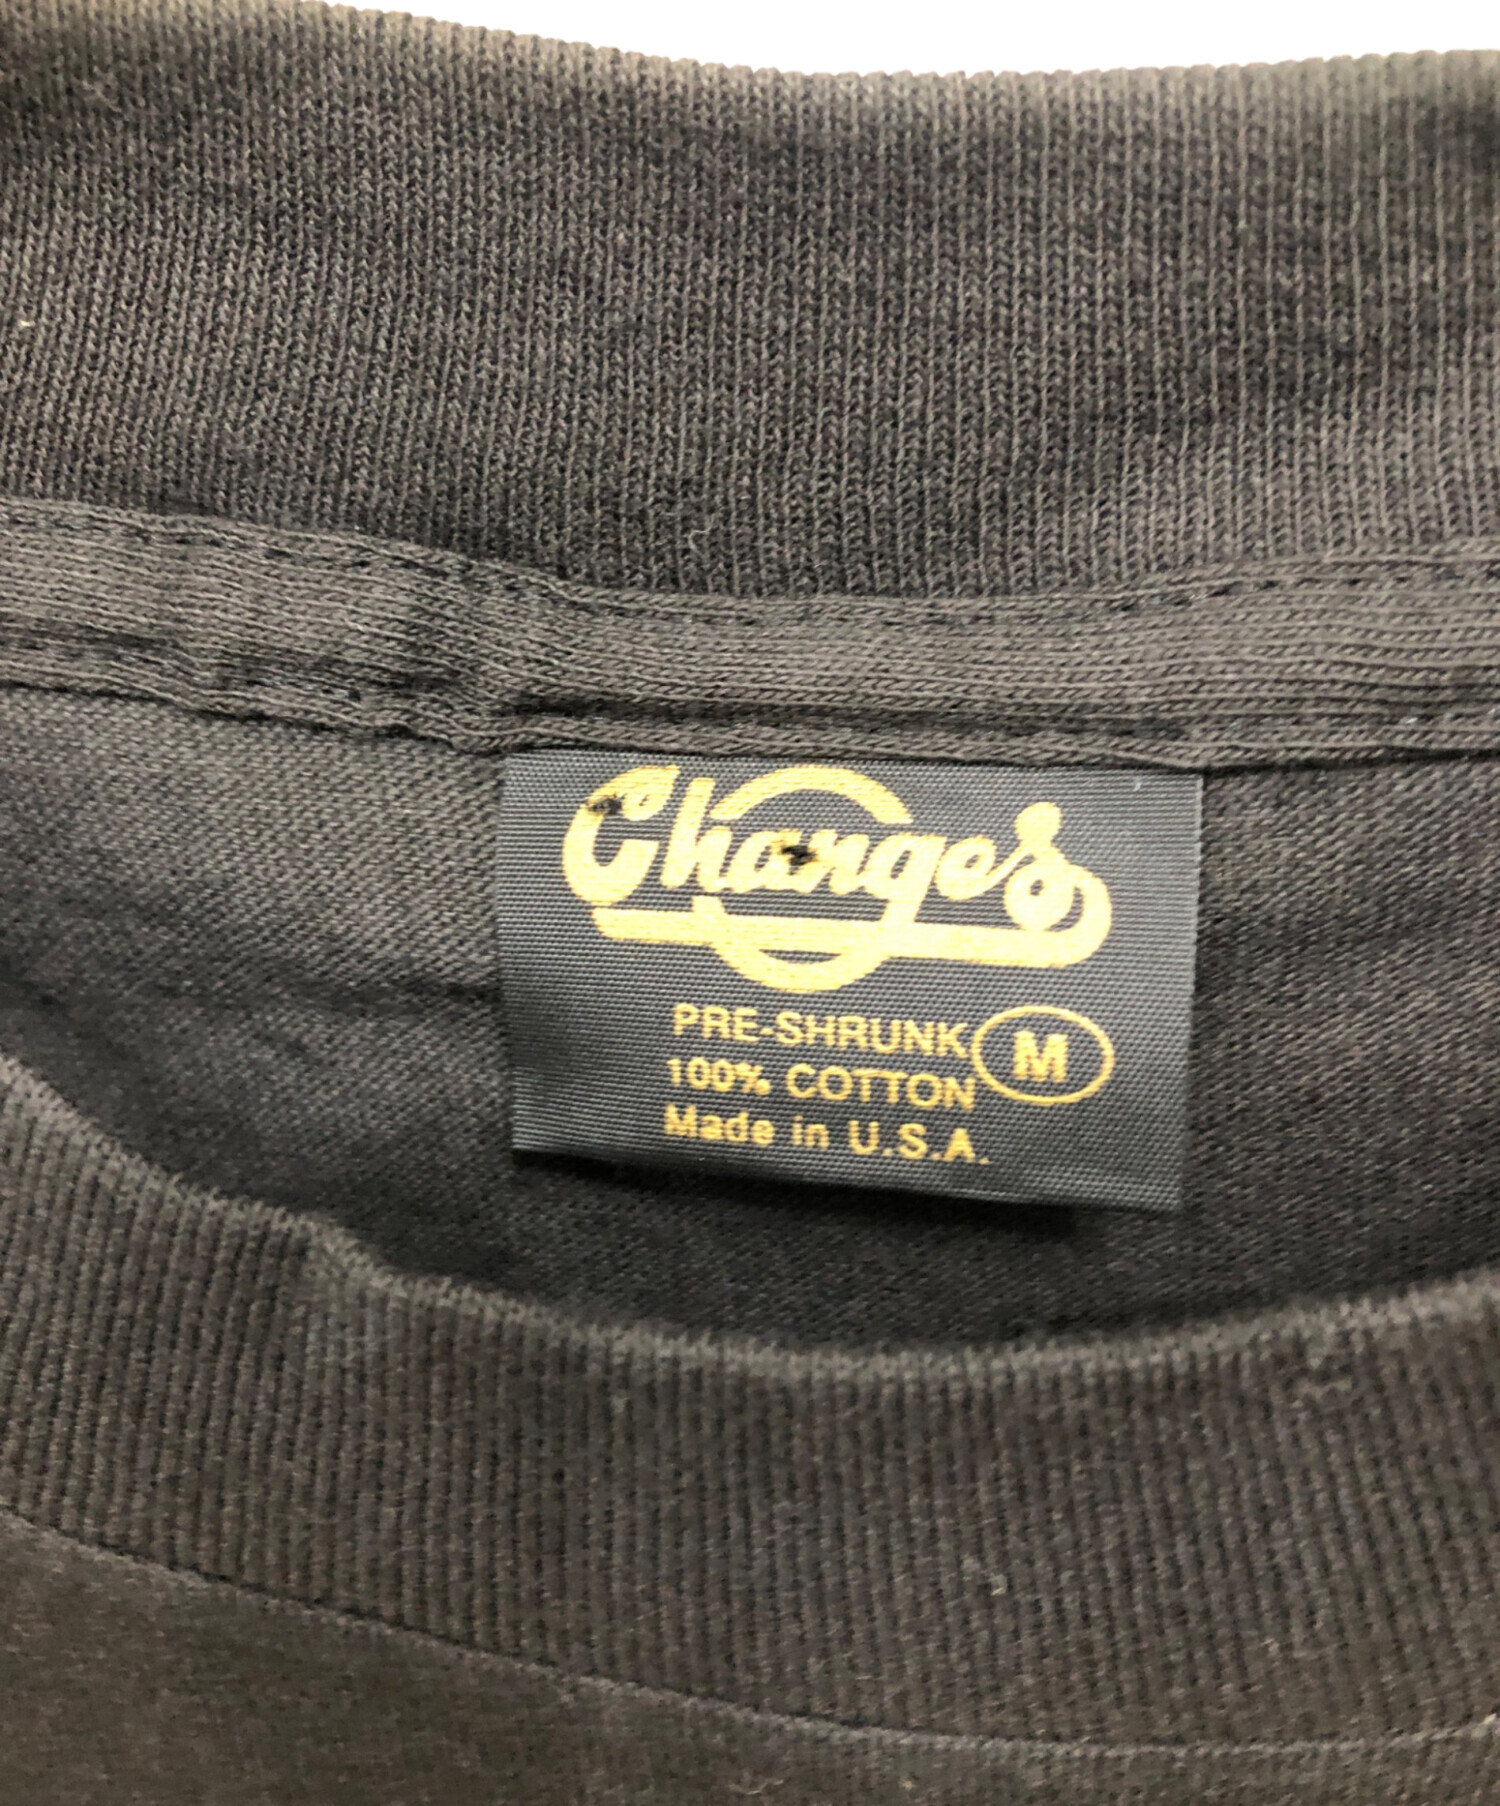 Changes
PRE-SHRUNK
M
100% COTTON
Made in U.S.A.